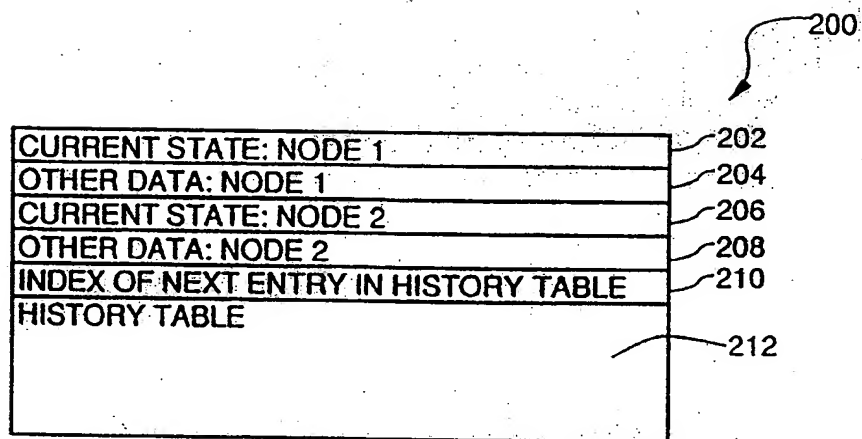 200
CURRENT STATE: NODE 1 202
OTHER DATA: NODE 1 204
CURRENT STATE: NODE 2 206
OTHER DATA: NODE 2 208
INDEX OF NEXT ENTRY IN HISTORY TABLE 210
HISTORY TABLE
212